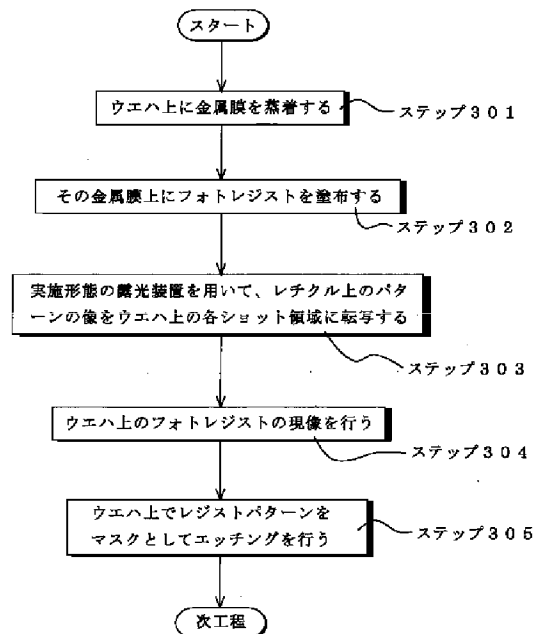 スタート
ウエハ上に金属膜を蒸着する
ステップ301
その金属膜上にフォトレジストを塗布する
ステップ302
実施形態の露光装置を用いて、レチクル上のパタ
ーンの像をウエハ上の各ショット領域に転写する
ステップ303
ウエハ上のフォトレジストの現像を行う
ステップ304
ウエハ上でレジストパターンを
マスクとしてエッチングを行う
ステップ305
次工程